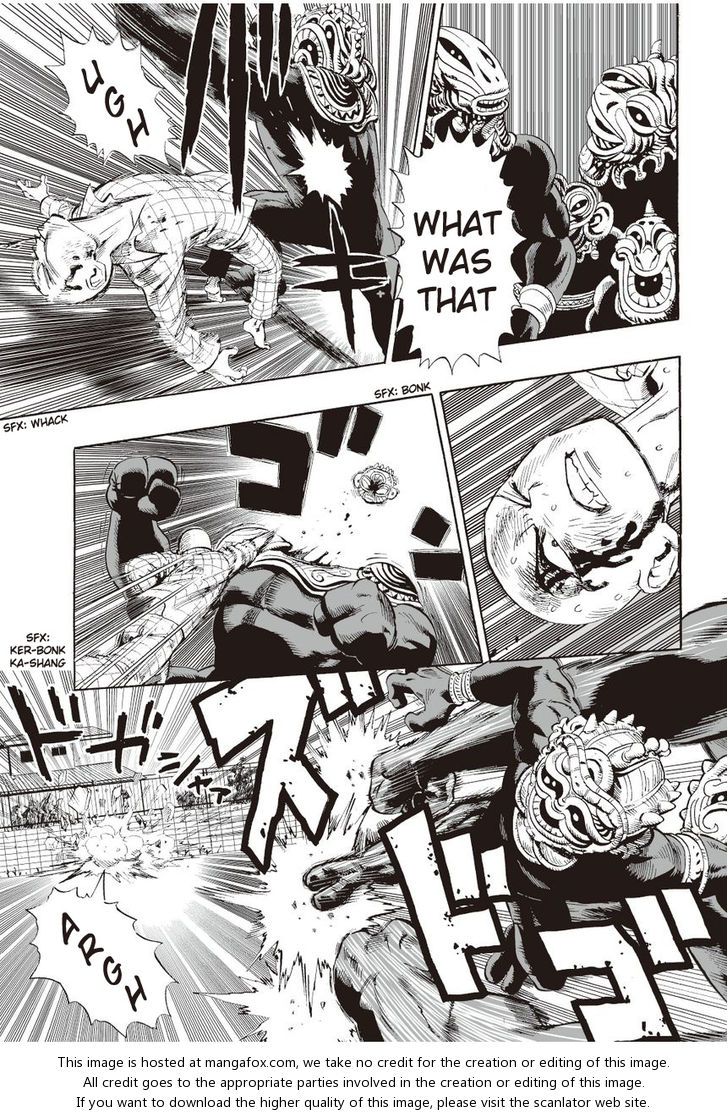 WHAT
WAS
THAT
UGH
SFX: WHACK
SFX: BONK
SFX:
KER-BONK
KA-SHANG
ドガシャァ
ズドゴ
ARGH
This image is hosted at mangafox.com, we take no credit for the creation or editing of this image.
All credit goes to the appropriate parties involved in the creation or editing of this image.
If you want to download the higher quality of this image, please visit the scanlator web site.